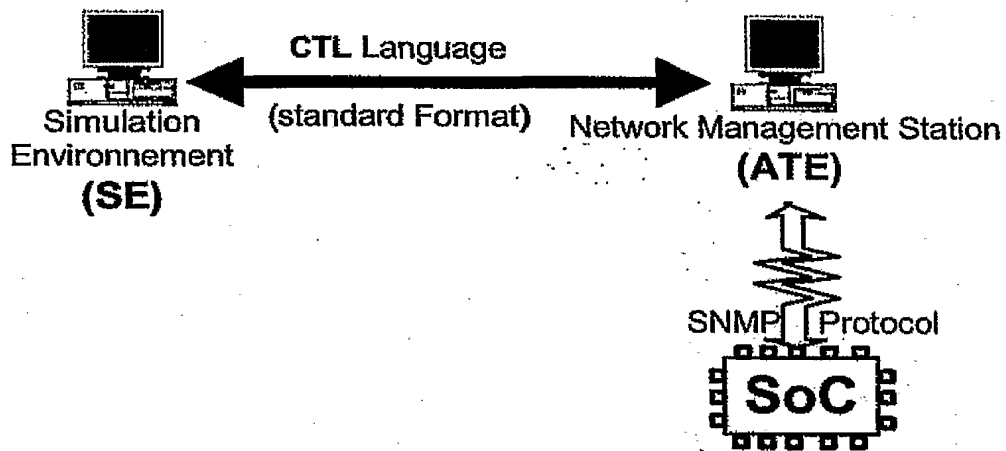 CTL Language
(standard Format)
Simulation
Environnement
(SE)
Network Management Station
(ATE)
SNMP Protocol
SoC